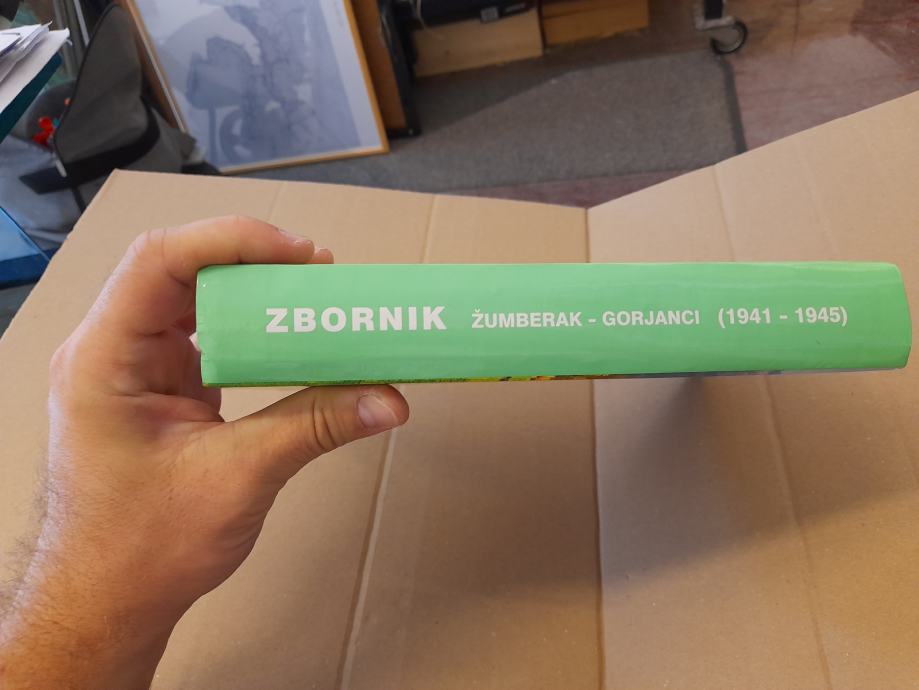 ZBORNIK ŽUMBERAK - GORJANCI (1941 - 1945)